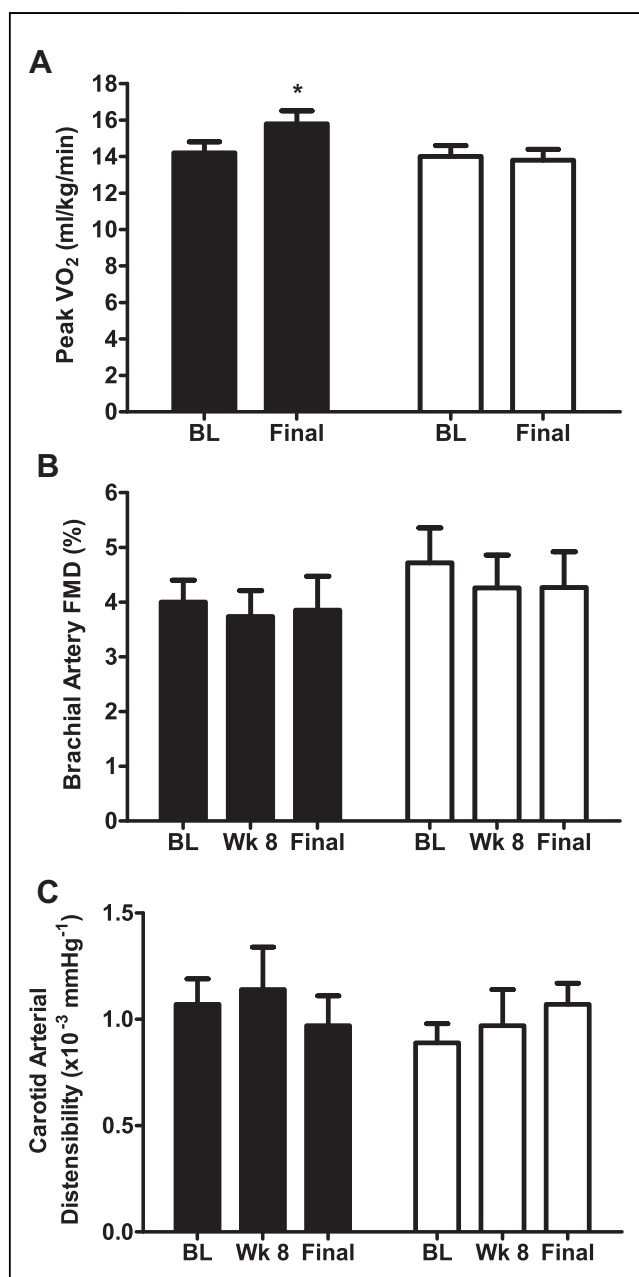 A
Peak VO₂ (ml/kg/min)
18
16
14
12
10
8
6
4
2
0
*
BL Final BL Final
B
Brachial Artery FMD (%)
6
5
4
3
2
1
0
BL Wk 8 Final BL Wk 8 Final
C
Carotid Arterial
Distensibility (x10⁻³ mmHg⁻¹)
1.5
1.0
0.5
0.0
BL Wk 8 Final BL Wk 8 Final